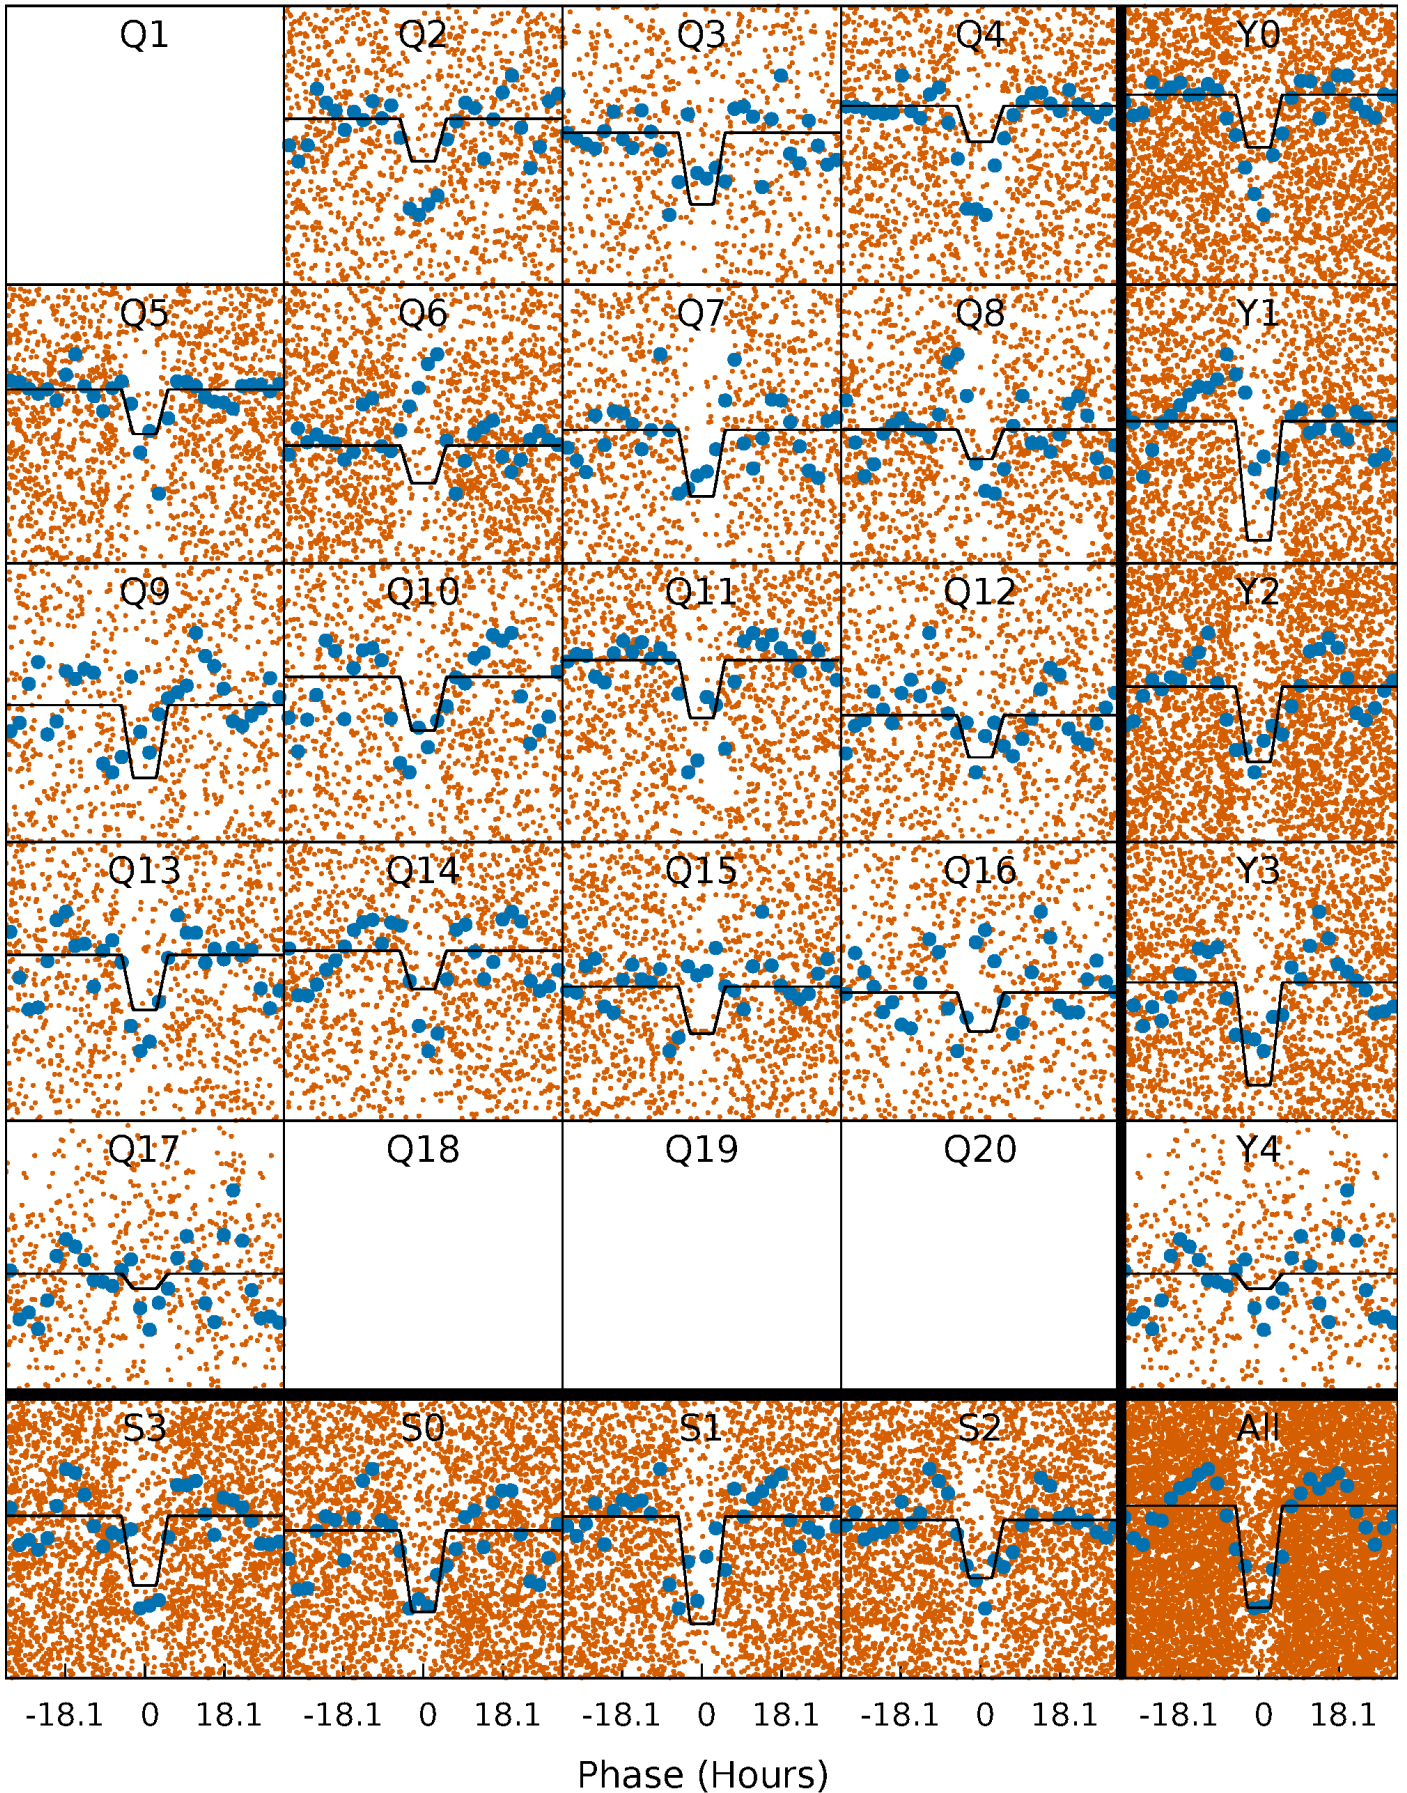 Q1 Q2 Q3 Q4 Y0
Q5 Q6 Q7 Q8 Y1
Q9 Q10 Q11 Q12 Y2
Q13 Q14 Q15 Q16 Y3
Q17 Q18 Q19 Q20 Y4
S3 S0 S1 S2 All
-18.1 0 18.1 -18.1 0 18.1 -18.1 0 18.1 -18.1 0 18.1 -18.1 0 18.1
Phase (Hours)